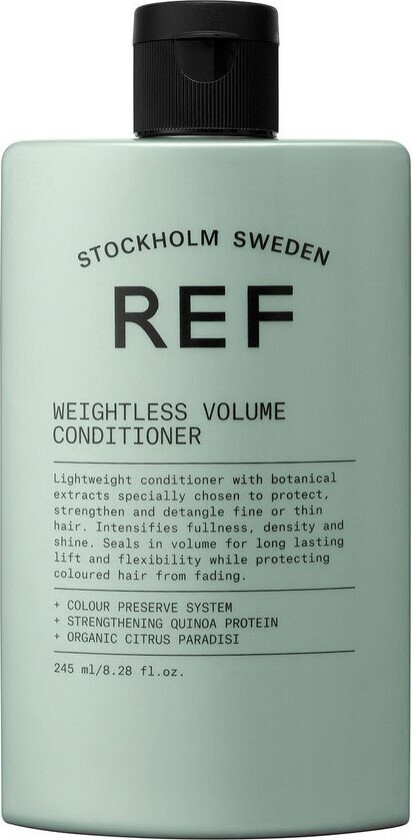 STOCKHOLM SWEDEN
REF
WEIGHTLESS VOLUME
CONDITIONER
Lightweight conditioner with botanical
extracts specially chosen to protect,
strengthen and detangle fine or thin
hair. Intensifies fullness, density and
shine. Seals in volume for long lasting
lift and flexibility while protecting
coloured hair from fading.
+ COLOUR PRESERVE SYSTEM
+ STRENGTHENING QUINOA PROTEIN
+ ORGANIC CITRUS PARADISI
245 ml/8.28 fl.oz.